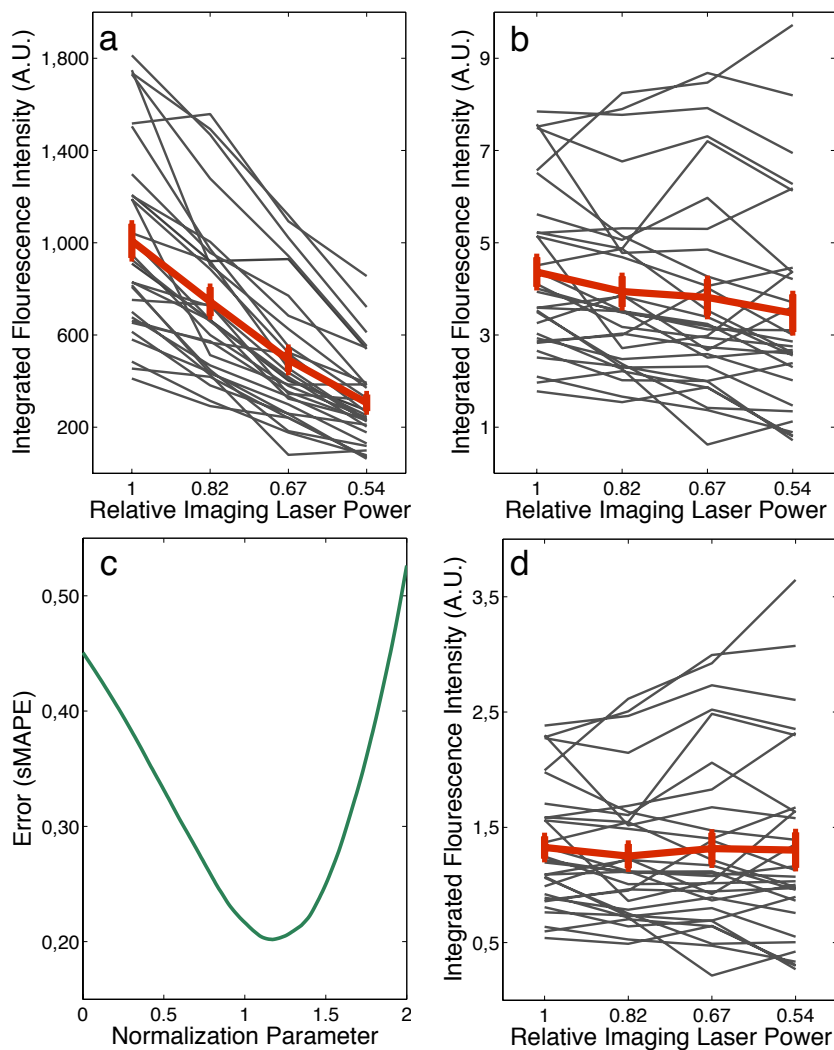 a
Integrated Flourescence Intensity (A.U.)
1,800
1,400
1,000
600
200
1 0.82 0.67 0.54
Relative Imaging Laser Power
b
Integrated Flourescence Intensity (A.U.)
9
7
5
3
1
1 0.82 0.67 0.54
Relative Imaging Laser Power
c
Error (sMAPE)
0,50
0,40
0,30
0,20
0 0.5 1 1.5 2
Normalization Parameter
d
Integrated Flourescence Intensity (A.U.)
3,5
2,5
1,5
0,5
1 0.82 0.67 0.54
Relative Imaging Laser Power